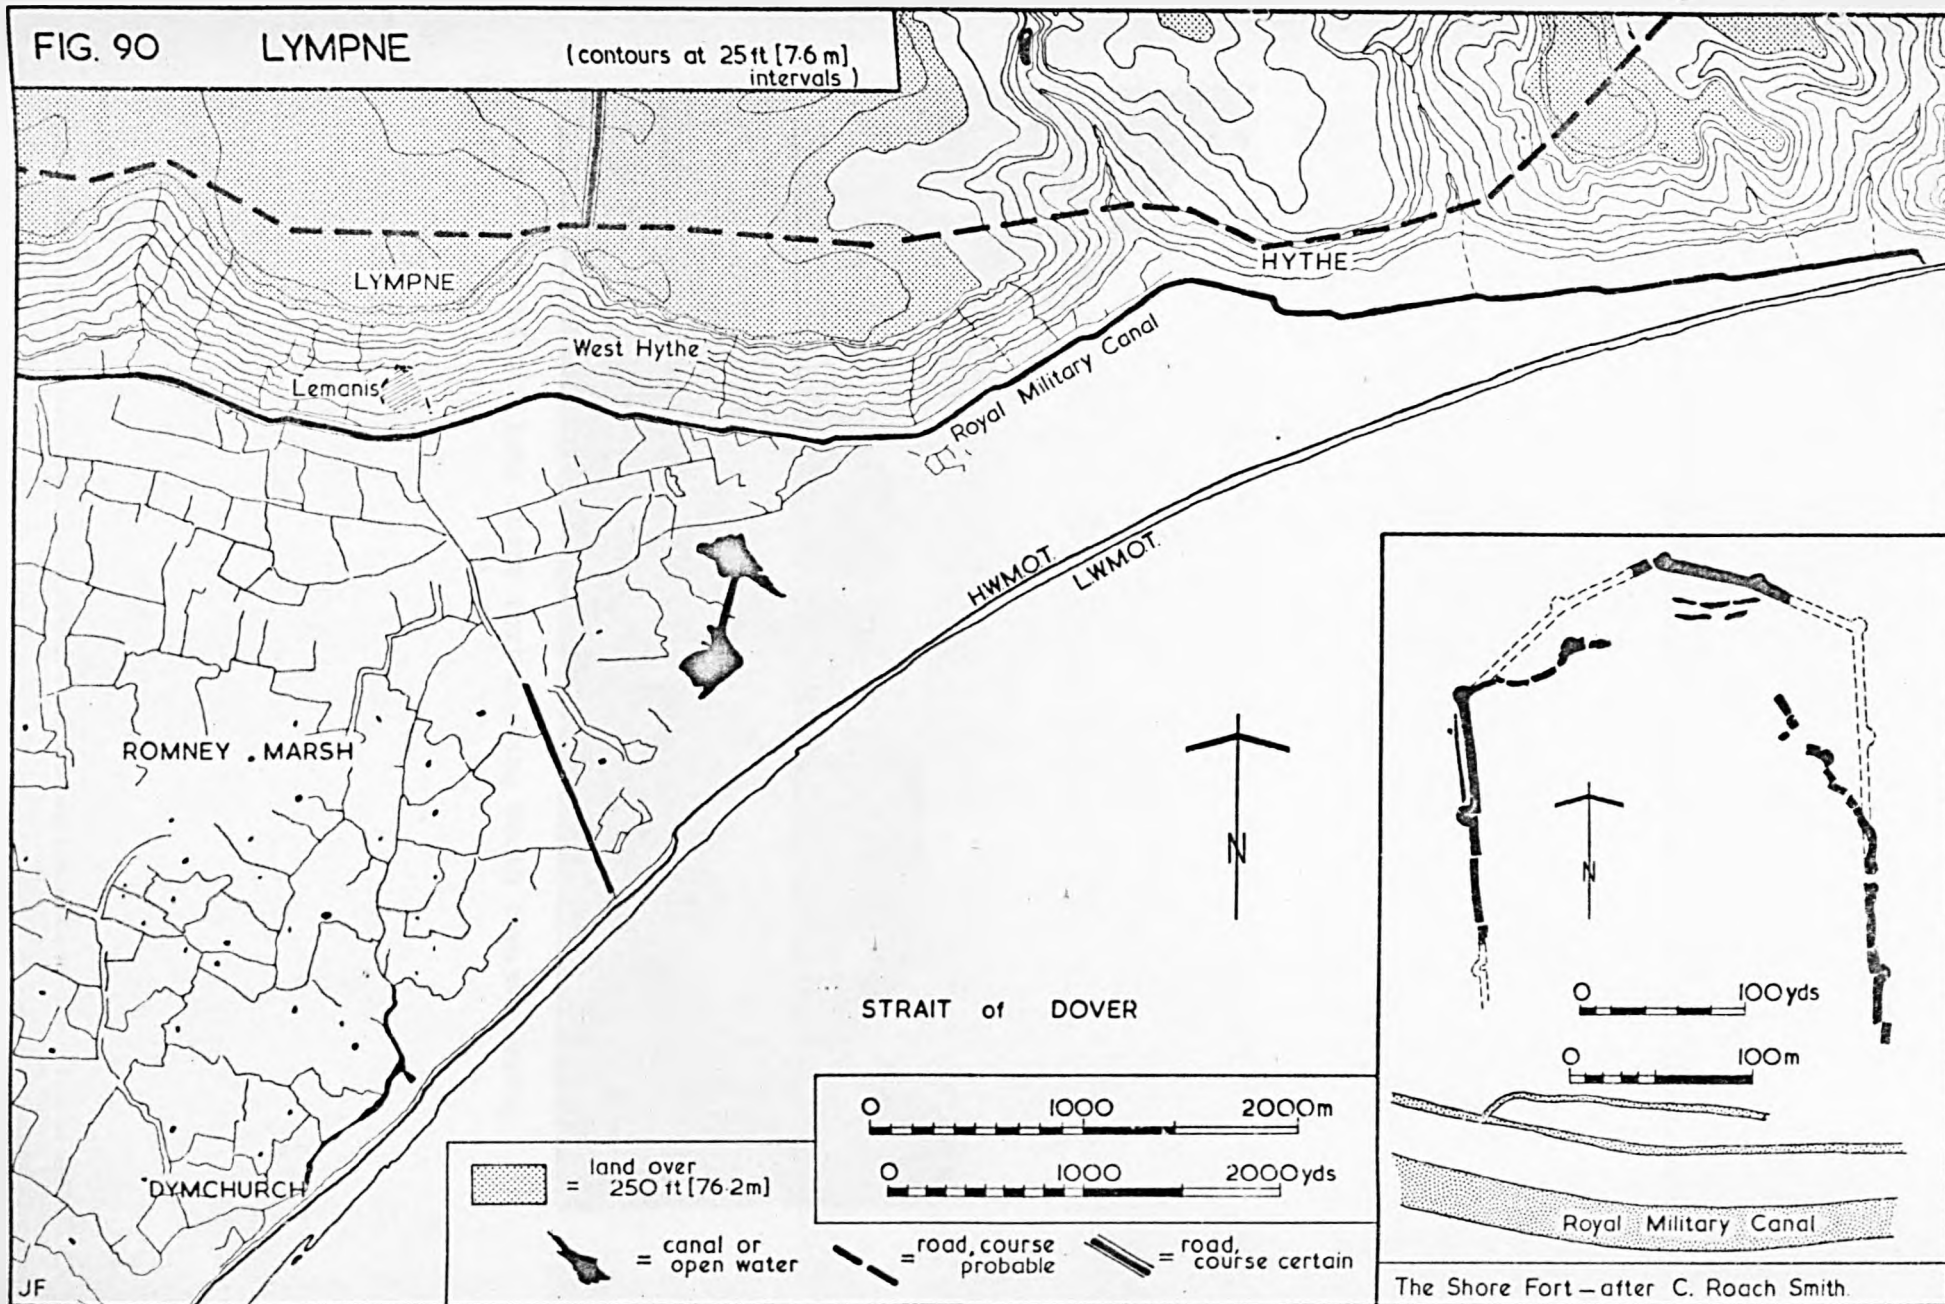 FIG. 90 LYMPNE (contours at 25 ft [7·6 m]
intervals)
LYMPNE
HYTHE
West Hythe
Lemanis
Royal Military Canal
H.W.M.O.T.
L.W.M.O.T.
ROMNEY MARSH
N
STRAIT of DOVER
DYMCHURCH
JF
0 1000 2000m
0 1000 2000yds
= land over
250 ft [76·2m]
= canal or
open water
= road, course
probable
= road,
course certain
N
0 100yds
0 100m
Royal Military Canal
The Shore Fort – after C. Roach Smith.